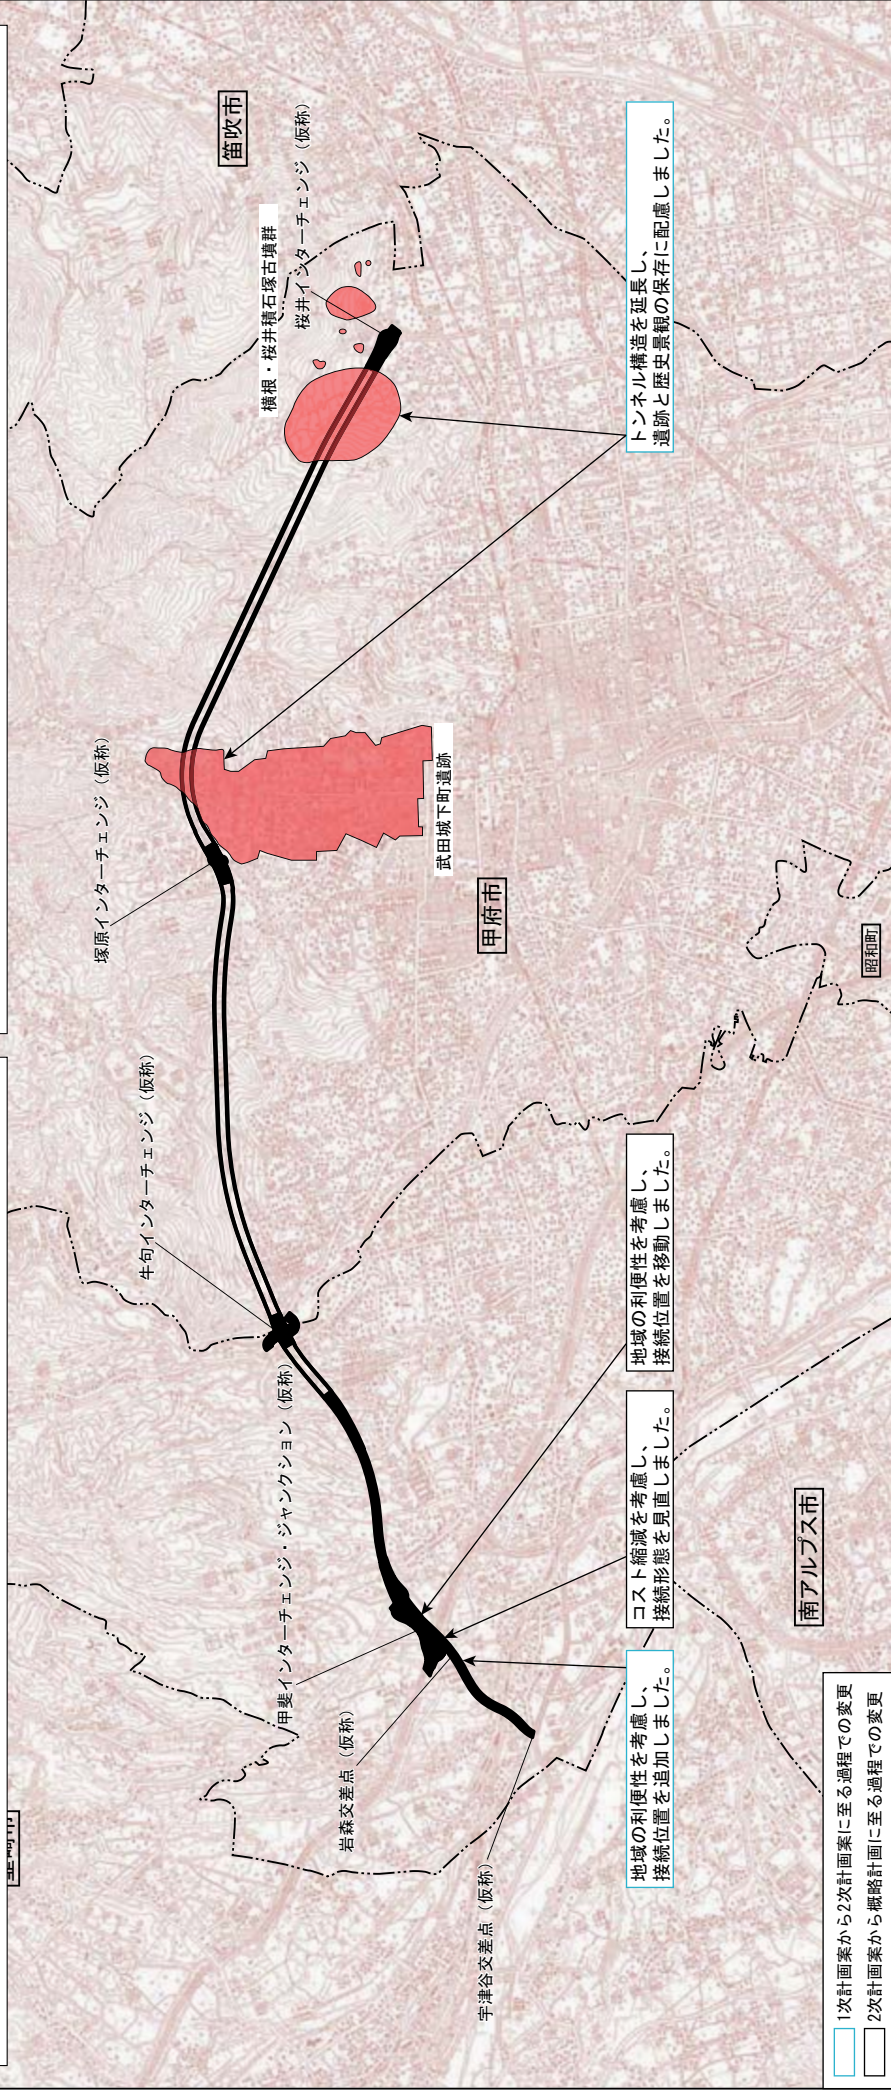 笛吹市
桜井インターチェンジ（仮称）
横根・桜井積石塚古墳群
トンネル構造を延長し、
遺跡と歴史景観の保存に配慮しました。
塚原インターチェンジ（仮称）
武田城下町遺跡
甲府市
昭和町
牛句インターチェンジ（仮称）
地域の利便性を考慮し、
接続位置を移動しました。
甲斐インターチェンジ・ジャンクション（仮称）
コスト縮減を考慮し、
接続形態を見直しました。
南アルプス市
岩森交差点（仮称）
地域の利便性を考慮し、
接続位置を追加しました。
宇津谷交差点（仮称）
1次計画案から2次計画案に至る過程での変更
2次計画案から概略計画に至る過程での変更